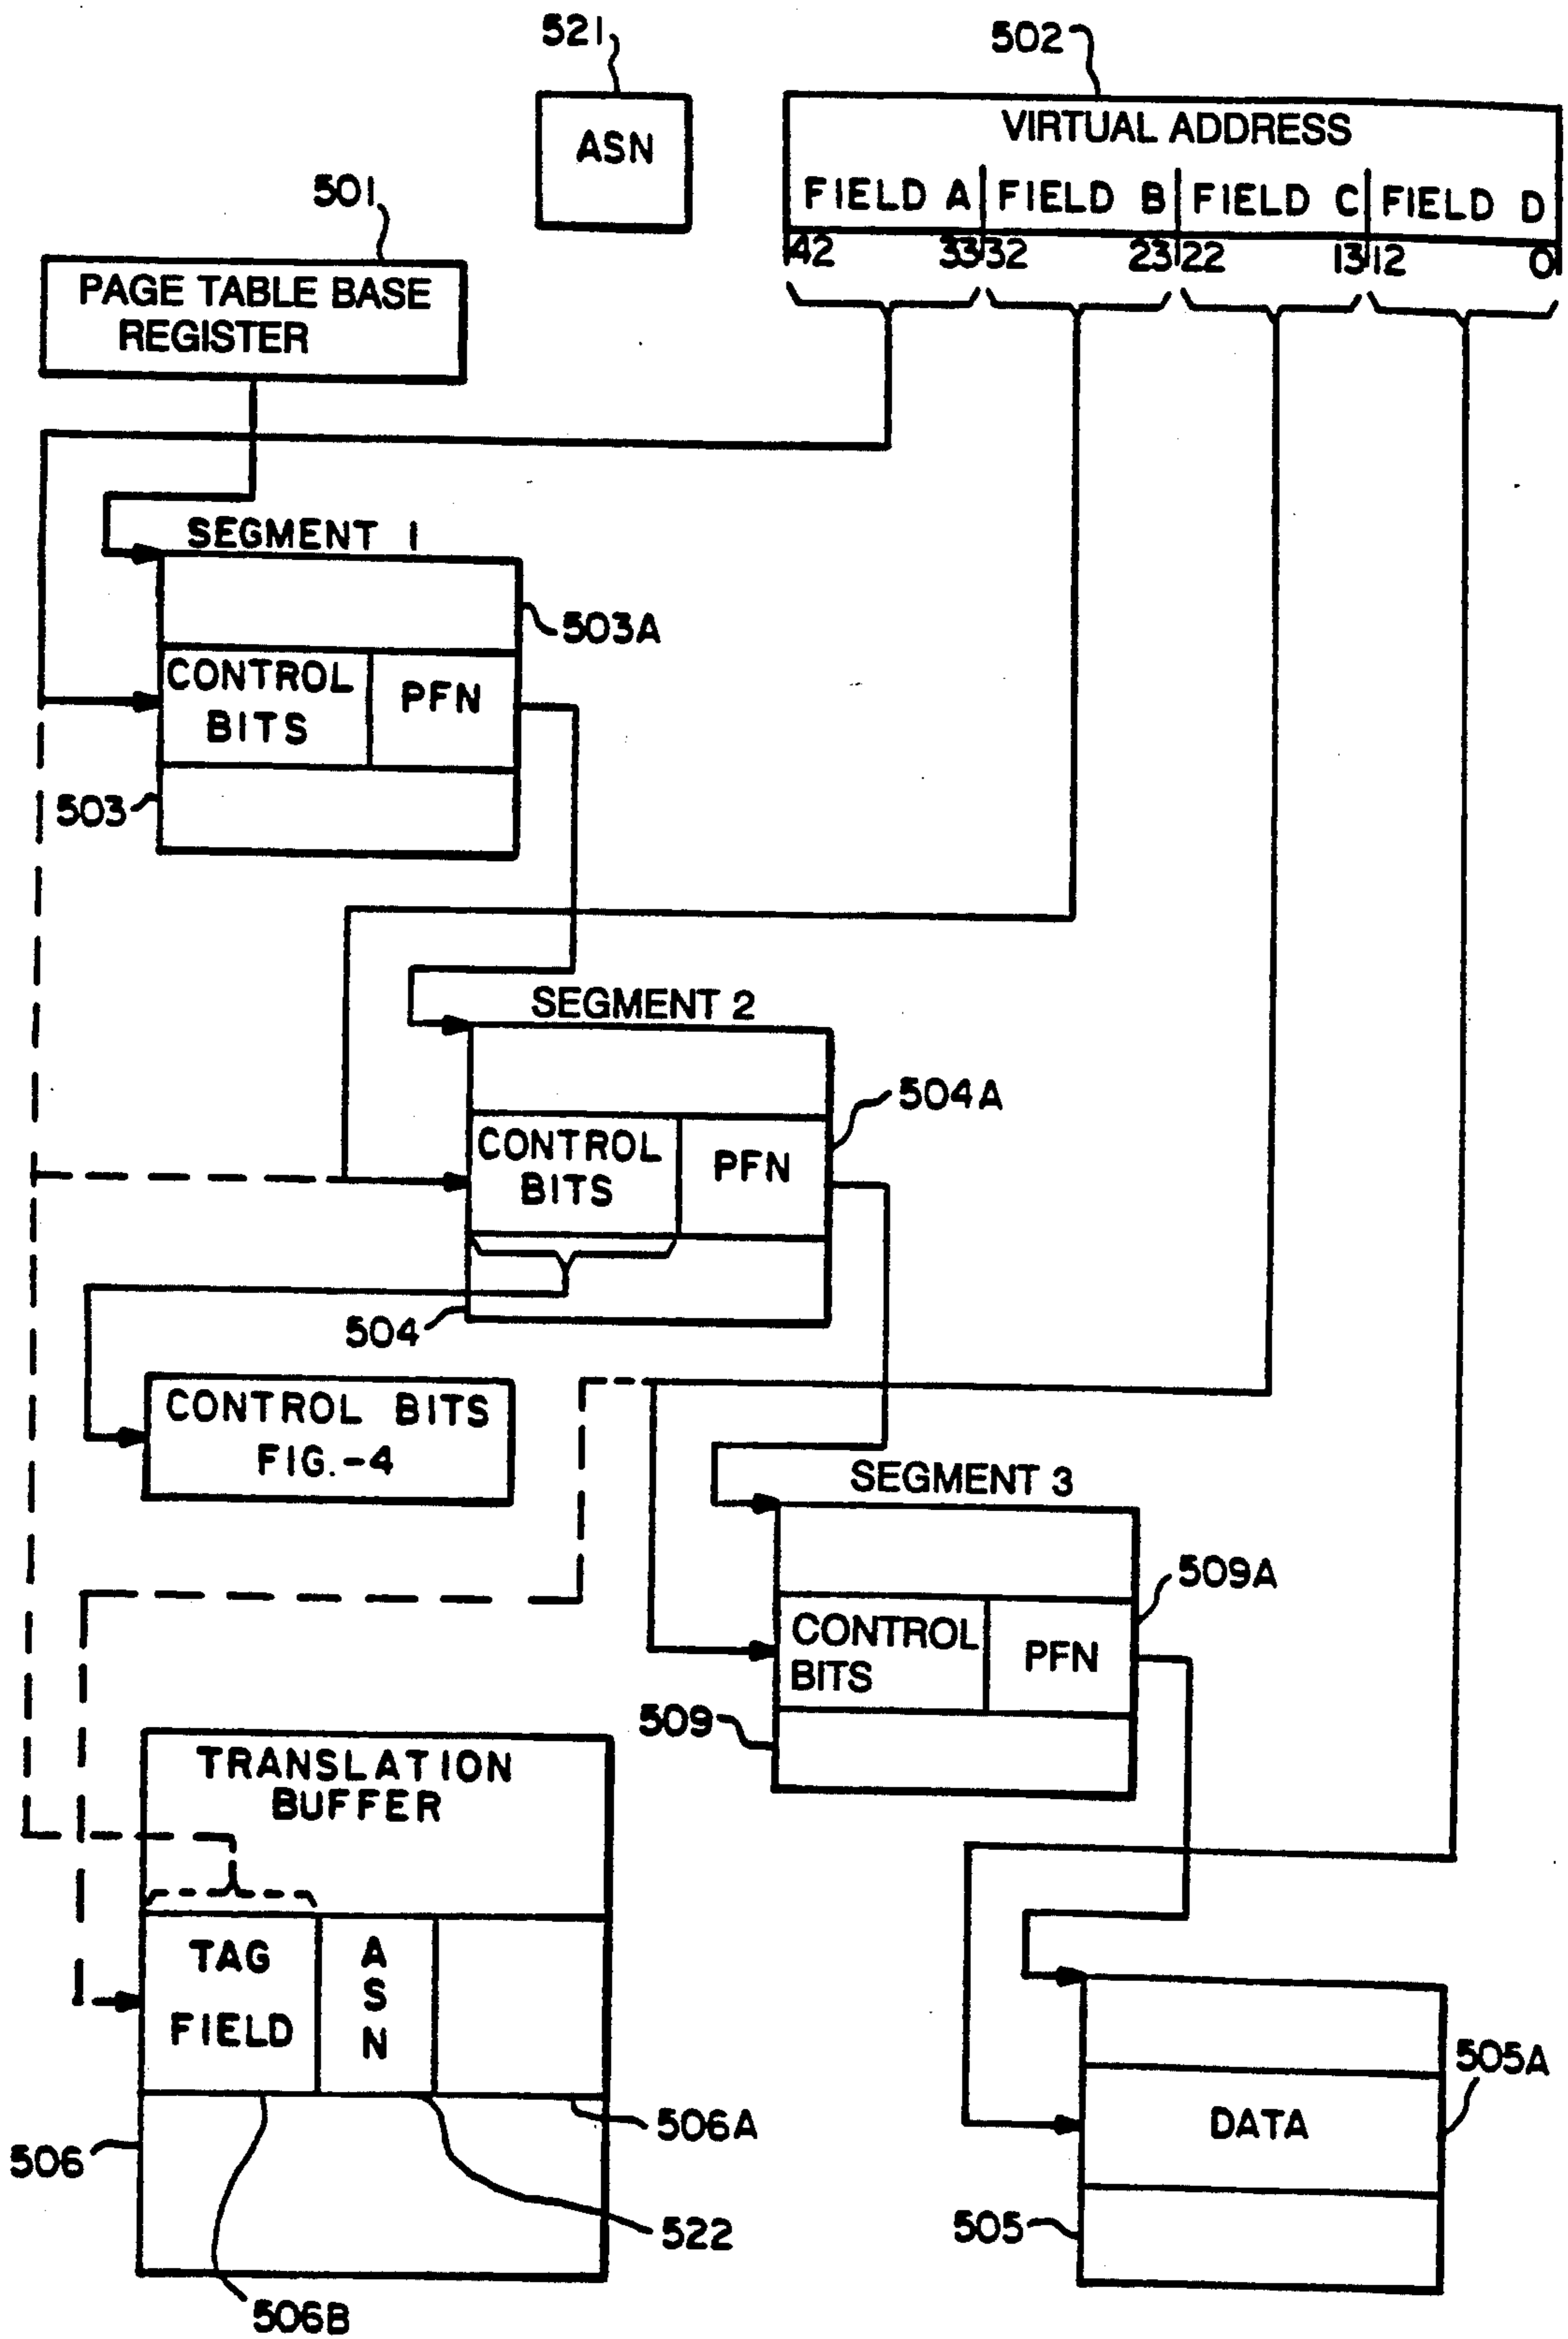 521
502
ASN
VIRTUAL ADDRESS
FIELD A FIELD B FIELD C FIELD D
42 33 32 23 22 13 12 0
501
PAGE TABLE BASE
REGISTER
SEGMENT 1
503A
CONTROL
BITS
PFN
503
SEGMENT 2
504A
CONTROL
BITS
PFN
504
CONTROL BITS
FIG.-4
SEGMENT 3
509A
CONTROL
BITS
PFN
509
TRANSLATION
BUFFER
TAG
FIELD
A
S
N
506A
506
522
506B
505A
DATA
505